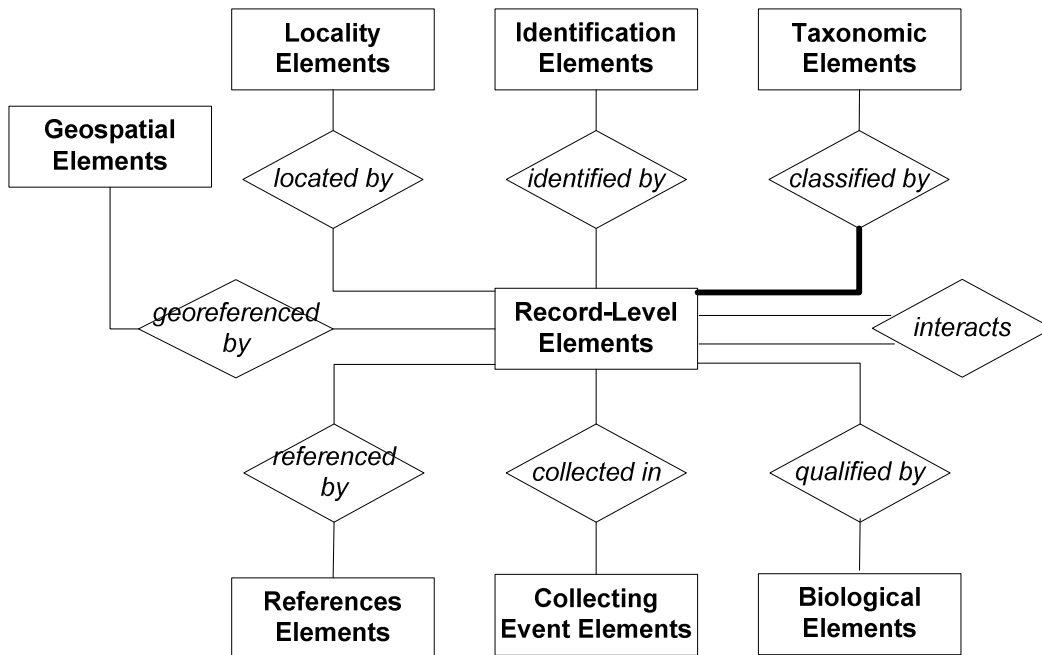 Locality
Elements
Identification
Elements
Taxonomic
Elements
Geospatial
Elements
located by
identified by
classified by
georeferenced
by
Record-Level
Elements
interacts
referenced
by
collected in
qualified by
References
Elements
Collecting
Event Elements
Biological
Elements